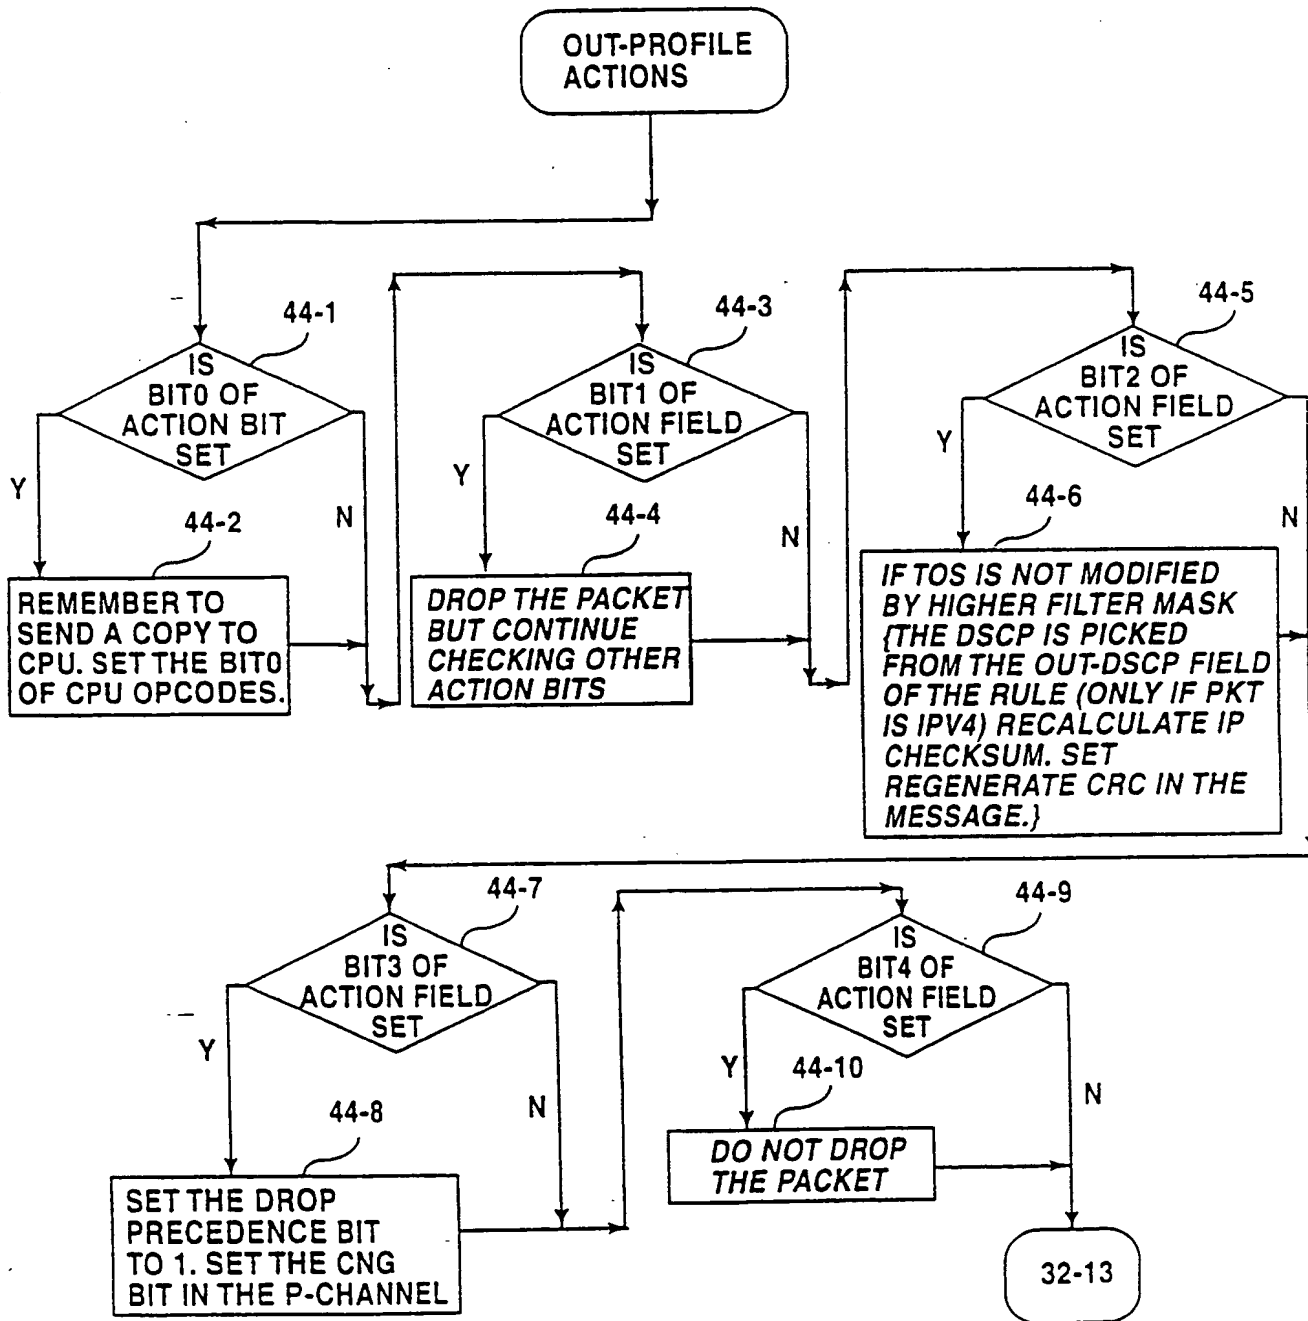 OUT-PROFILE
ACTIONS
44-1
IS
BIT0 OF
ACTION BIT
SET
Y
N
44-2
REMEMBER TO
SEND A COPY TO
CPU. SET THE BIT0
OF CPU OPCODES.
44-3
IS
BIT1 OF
ACTION FIELD
SET
Y
N
44-4
DROP THE PACKET
BUT CONTINUE
CHECKING OTHER
ACTION BITS
44-5
IS
BIT2 OF
ACTION FIELD
SET
Y
N
44-6
IF TOS IS NOT MODIFIED
BY HIGHER FILTER MASK
{THE DSCP IS PICKED
FROM THE OUT-DSCP FIELD
OF THE RULE (ONLY IF PKT
IS IPV4) RECALCULATE IP
CHECKSUM. SET
REGENERATE CRC IN THE
MESSAGE.}
44-7
IS
BIT3 OF
ACTION FIELD
SET
Y
N
44-8
SET THE DROP
PRECEDENCE BIT
TO 1. SET THE CNG
BIT IN THE P-CHANNEL
44-9
IS
BIT4 OF
ACTION FIELD
SET
Y
N
44-10
DO NOT DROP
THE PACKET
32-13